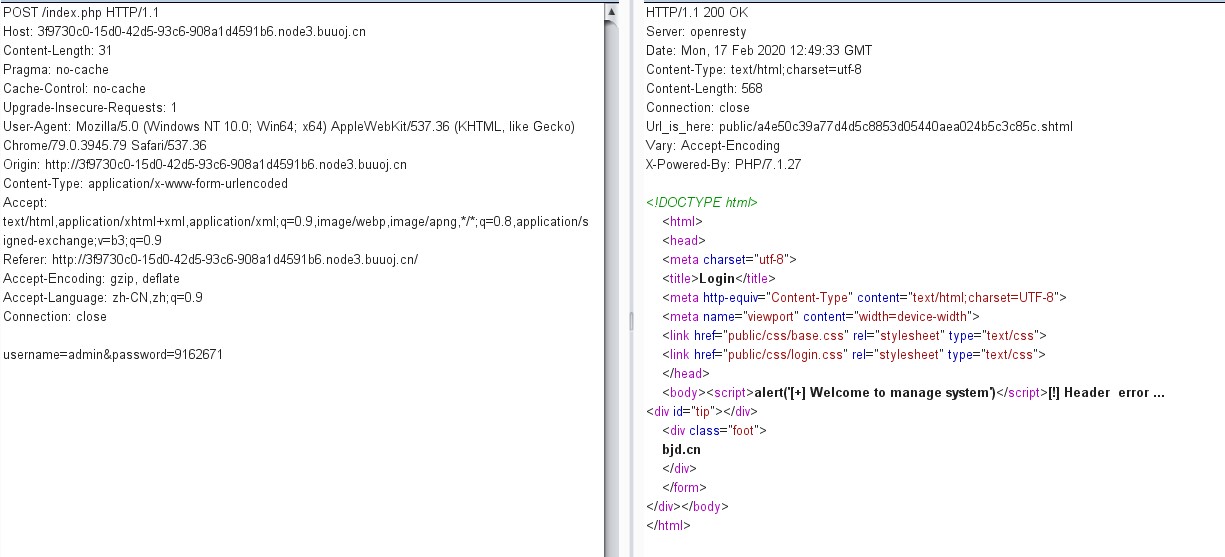 POST /index.php HTTP/1.1
Host: 3f9730c0-15d0-42d5-93c6-908a1d4591b6.node3.buuoj.cn
Content-Length: 31
Pragma: no-cache
Cache-Control: no-cache
Upgrade-Insecure-Requests: 1
User-Agent: Mozilla/5.0 (Windows NT 10.0; Win64; x64) AppleWebKit/537.36 (KHTML, like Gecko)
Chrome/79.0.3945.79 Safari/537.36
Origin: http://3f9730c0-15d0-42d5-93c6-908a1d4591b6.node3.buuoj.cn
Content-Type: application/x-www-form-urlencoded
Accept:
text/html,application/xhtml+xml,application/xml;q=0.9,image/webp,image/apng,*/*;q=0.8,application/s
igned-exchange;v=b3;q=0.9
Referer: http://3f9730c0-15d0-42d5-93c6-908a1d4591b6.node3.buuoj.cn/
Accept-Encoding: gzip, deflate
Accept-Language: zh-CN,zh;q=0.9
Connection: close
username=admin&password=9162671
HTTP/1.1 200 OK
Server: openresty
Date: Mon, 17 Feb 2020 12:49:33 GMT
Content-Type: text/html;charset=utf-8
Content-Length: 568
Connection: close
Url_is_here: public/a4e50c39a77d4d5c8853d05440aea024b5c3c85c.shtml
Vary: Accept-Encoding
X-Powered-By: PHP/7.1.27
<!DOCTYPE html>
<html>
<head>
<meta charset="utf-8">
<title>Login</title>
<meta http-equiv="Content-Type" content="text/html;charset=UTF-8">
<meta name="viewport" content="width=device-width">
<link href="public/css/base.css" rel="stylesheet" type="text/css">
<link href="public/css/login.css" rel="stylesheet" type="text/css">
</head>
<body><script>alert('[+] Welcome to manage system')</script>[!] Header  error ...
<div id="tip"></div>
<div class="foot">
bjd.cn
</div>
</form>
</div></body>
</html>